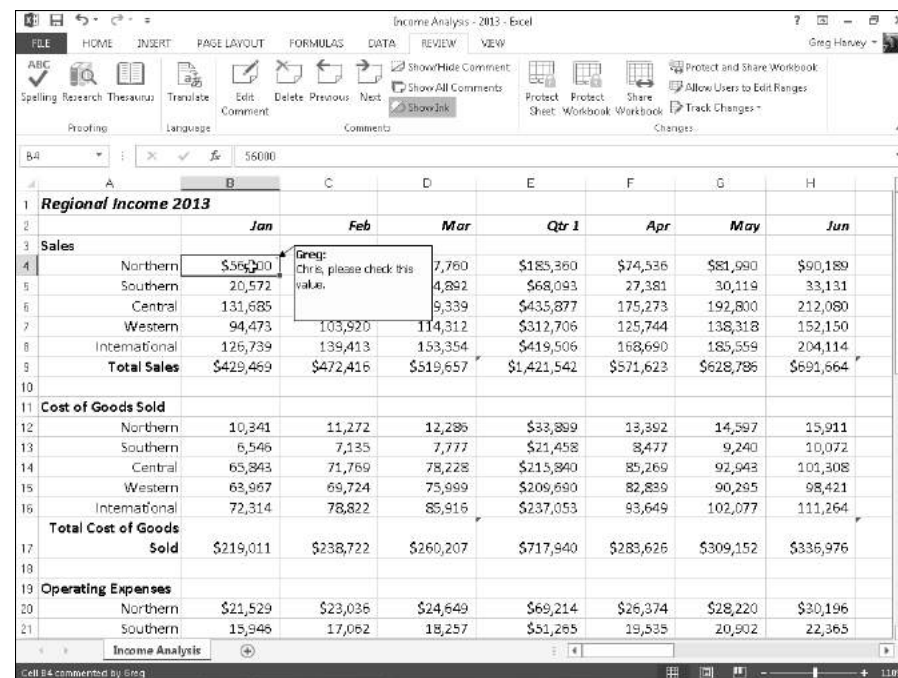 Income Analysis - 2013 - Excel
FILE HOME INSERT PAGE LAYOUT FORMULAS DATA REVIEW VIEW Greg Harvey
ABC Show/Hide Comment Protect and Share Workbook
Show All Comments Allow Users to Edit Ranges
Spelling Research Thesaurus Translate Edit Comment Delete Previous Next Show Ink Protect Sheet Protect Workbook Share Workbook Track Changes
Proofing Language Comments Changes
B4 fx 56000
A B C D E F G H
1 Regional Income 2013
2 Jan Feb Mar Qtr 1 Apr May Jun
3 Sales
Greg:
Chris, please check this
value.
4 Northern 7,760 $185,360 $74,536 $81,990 $90,189
5 Southern 20,572 4,892 $68,093 27,381 30,119 33,131
6 Central 131,685 9,339 $435,877 175,273 192,800 212,080
7 Western 94,473 103,920 114,312 $312,706 125,744 138,318 152,150
8 International 126,739 139,413 153,354 $419,506 168,690 185,559 204,114
9 Total Sales $429,469 $472,416 $519,657 $1,421,542 $571,623 $628,786 $691,664
10
11 Cost of Goods Sold
12 Northern 10,341 11,272 12,286 $33,899 13,392 14,597 15,911
13 Southern 6,546 7,135 7,777 $21,458 8,477 9,240 10,072
14 Central 65,843 71,769 78,228 $215,840 85,269 92,943 101,308
15 Western 63,967 69,724 75,999 $209,690 82,839 90,295 98,421
16 International 72,314 78,822 85,916 $237,053 93,649 102,077 111,264
Total Cost of Goods
17 Sold $219,011 $238,722 $260,207 $717,940 $283,626 $309,152 $336,976
18
19 Operating Expenses
20 Northern $21,529 $23,036 $24,649 $69,214 $26,374 $28,220 $30,196
21 Southern 15,946 17,062 18,257 $51,265 19,535 20,902 22,365
Income Analysis
Cell B4 commented by Greg